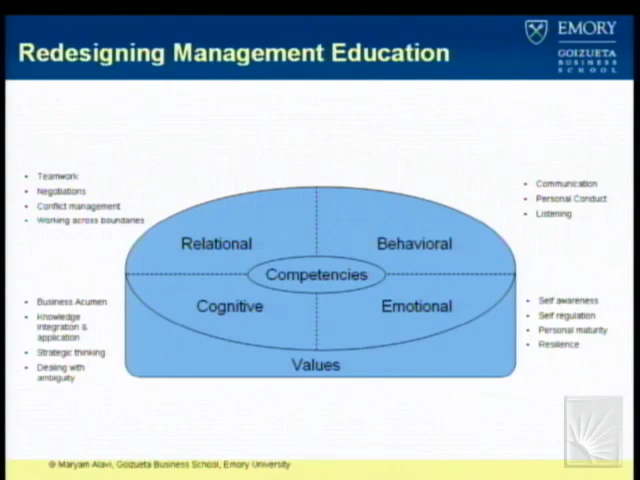 Redesigning Management Education
EMORY
GOIZUETA
BUSINESS
SCHOOL
Teamwork
Negotiations
Conflict management
Working across boundaries
Communication
Personal Conduct
Listening
Relational
Behavioral
Competencies
Cognitive
Emotional
Values
Business Acumen
Knowledge
integration &
application
Strategic thinking
Dealing with
ambiguity
Self awareness
Self regulation
Personal maturity
Resilience
© Maryam Alavi, Goizueta Business School, Emory University